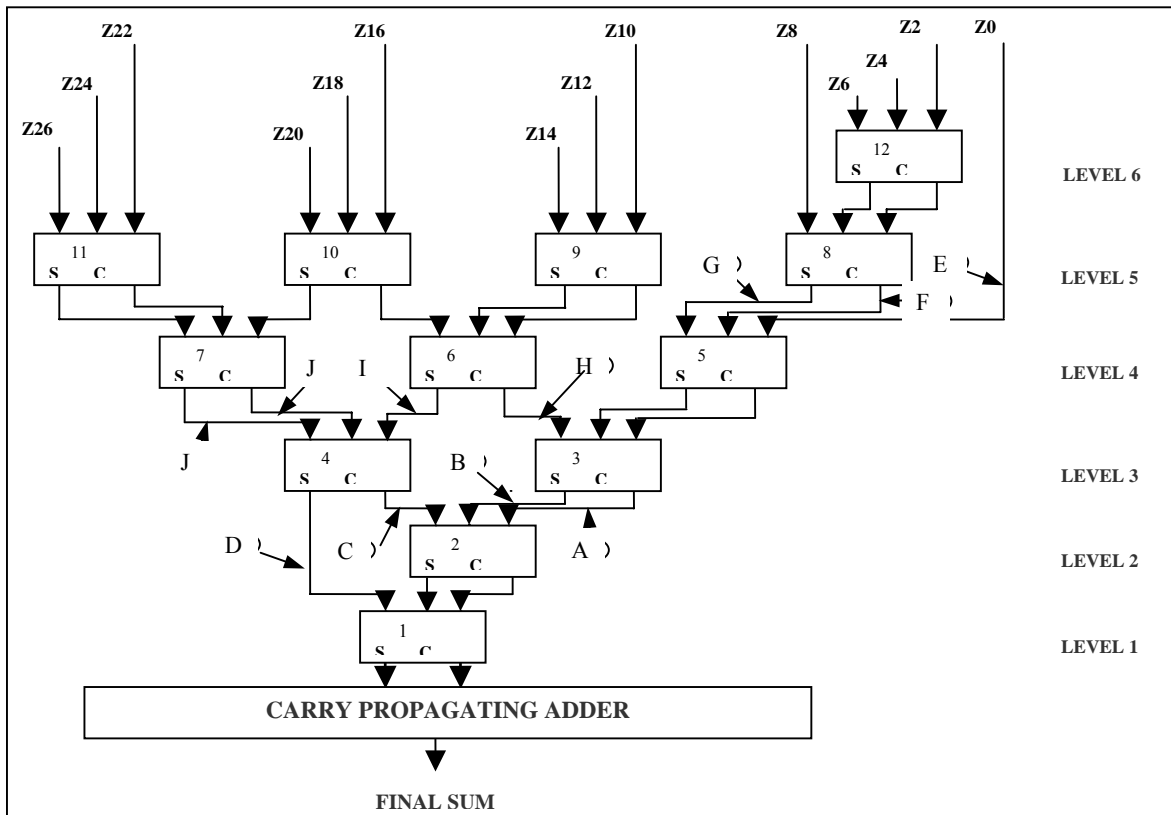 Z22 Z16 Z10 Z8 Z2 Z0
Z24 Z18 Z12 Z6 Z4
Z26 Z20 Z14
12
S C
LEVEL 6
11 10 9 8
S C S C S C S C
G ) E ) F )
LEVEL 5
7 6 5
S C S C S C
J I H )
LEVEL 4
J
4 3
S C S C
B )
LEVEL 3
D ) C ) A )
2
S C
LEVEL 2
1
S C
LEVEL 1
CARRY PROPAGATING ADDER
FINAL SUM